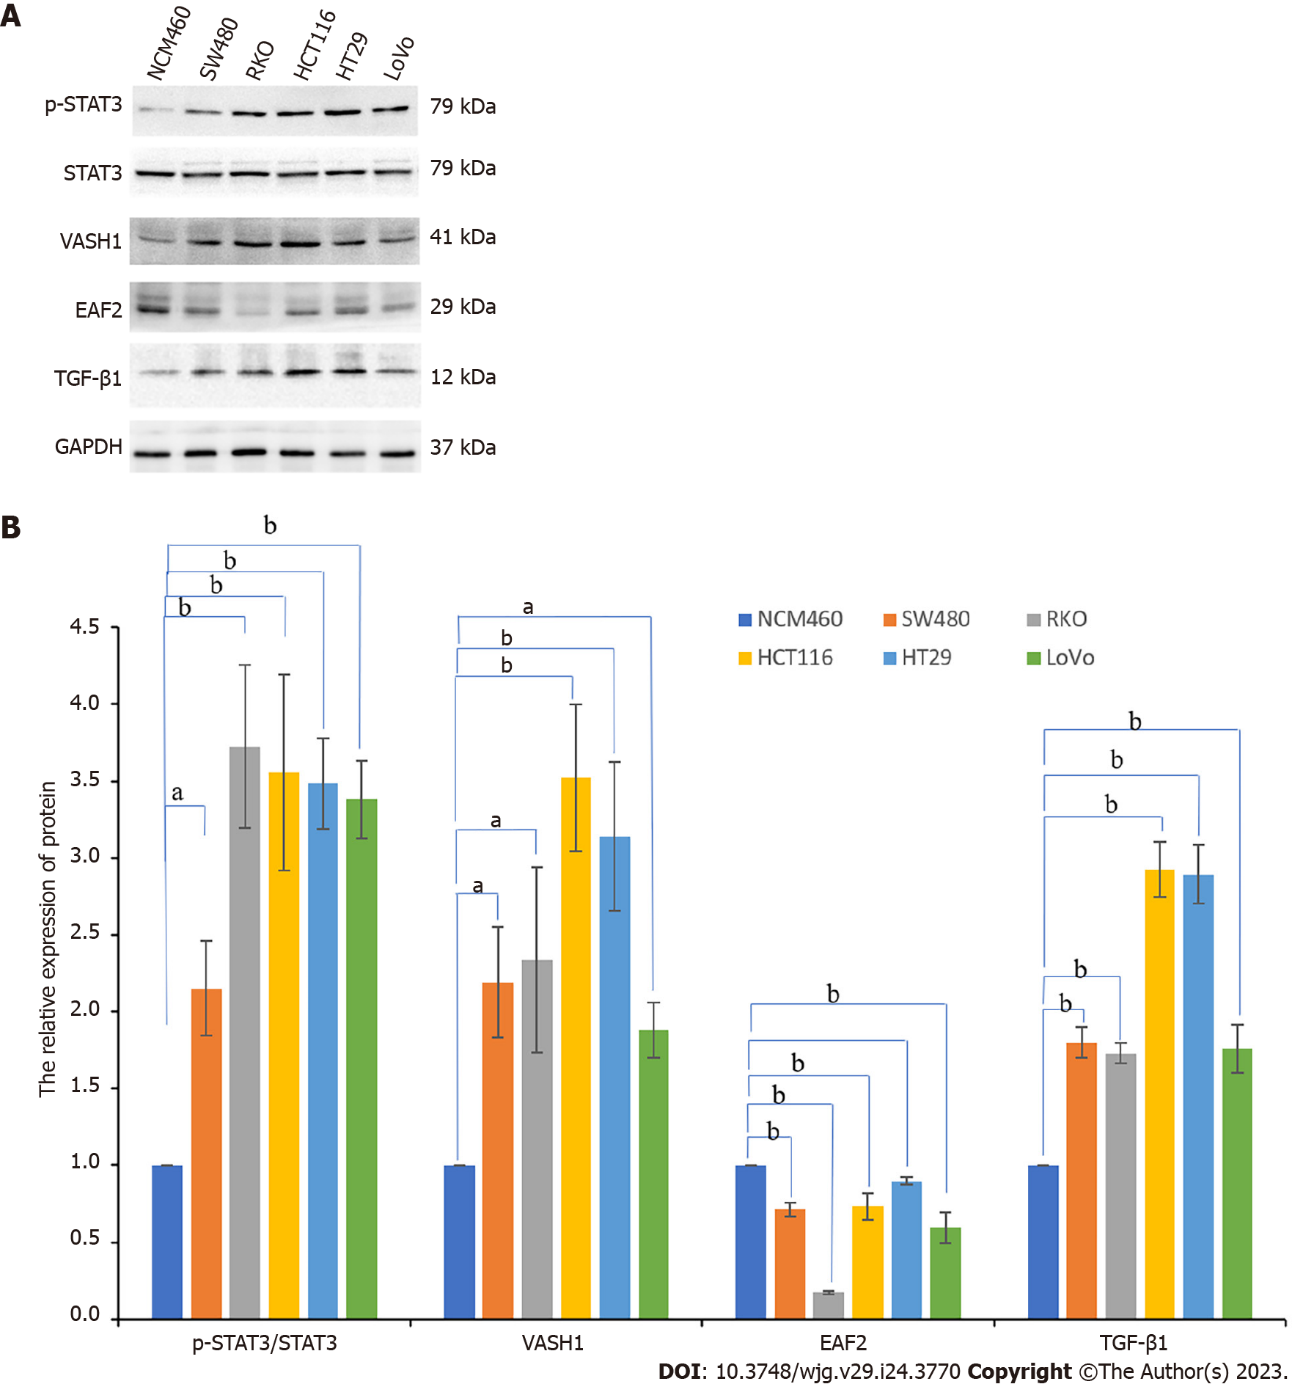 A
NCM460 SW480 RKO HCT116 HT29 LoVo
p-STAT3 79 kDa
STAT3 79 kDa
VASH1 41 kDa
EAF2 29 kDa
TGF-β1 12 kDa
GAPDH 37 kDa
B
b
b
b
b
a
a
b
b
a
a
b
b
b
b
b
b
b
b
b
NCM460 SW480 RKO
HCT116 HT29 LoVo
The relative expression of protein
4.5
4.0
3.5
3.0
2.5
2.0
1.5
1.0
0.5
0.0
p-STAT3/STAT3 VASH1 EAF2 TGF-β1
DOI: 10.3748/wjg.v29.i24.3770 Copyright ©The Author(s) 2023.